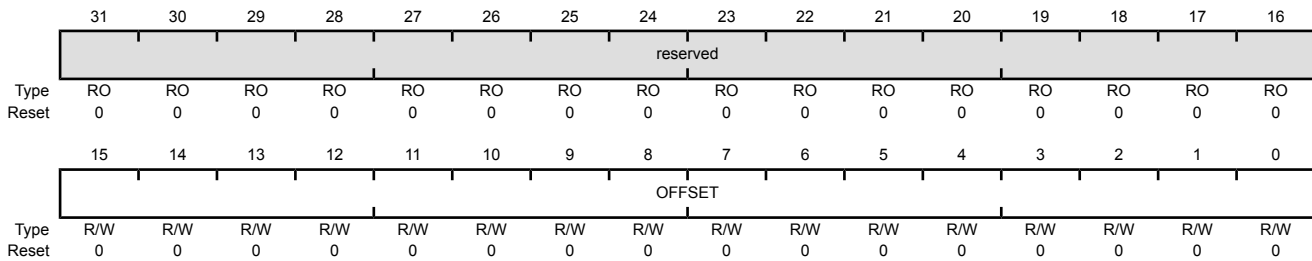 31 30 29 28 27 26 25 24 23 22 21 20 19 18 17 16
reserved
Type RO RO RO RO RO RO RO RO RO RO RO RO RO RO RO RO
Reset 0 0 0 0 0 0 0 0 0 0 0 0 0 0 0 0
15 14 13 12 11 10 9 8 7 6 5 4 3 2 1 0
OFFSET
Type R/W R/W R/W R/W R/W R/W R/W R/W R/W R/W R/W R/W R/W R/W R/W R/W
Reset 0 0 0 0 0 0 0 0 0 0 0 0 0 0 0 0